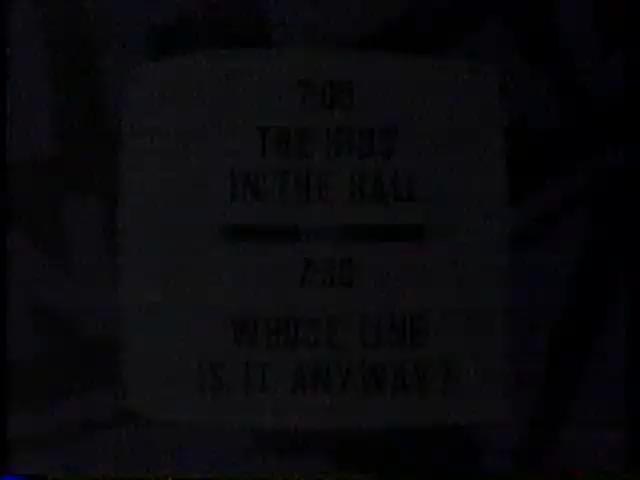 7:00
THE KIDS
IN THE HALL
7:30
WHOSE LINE
IS IT ANYWAY?